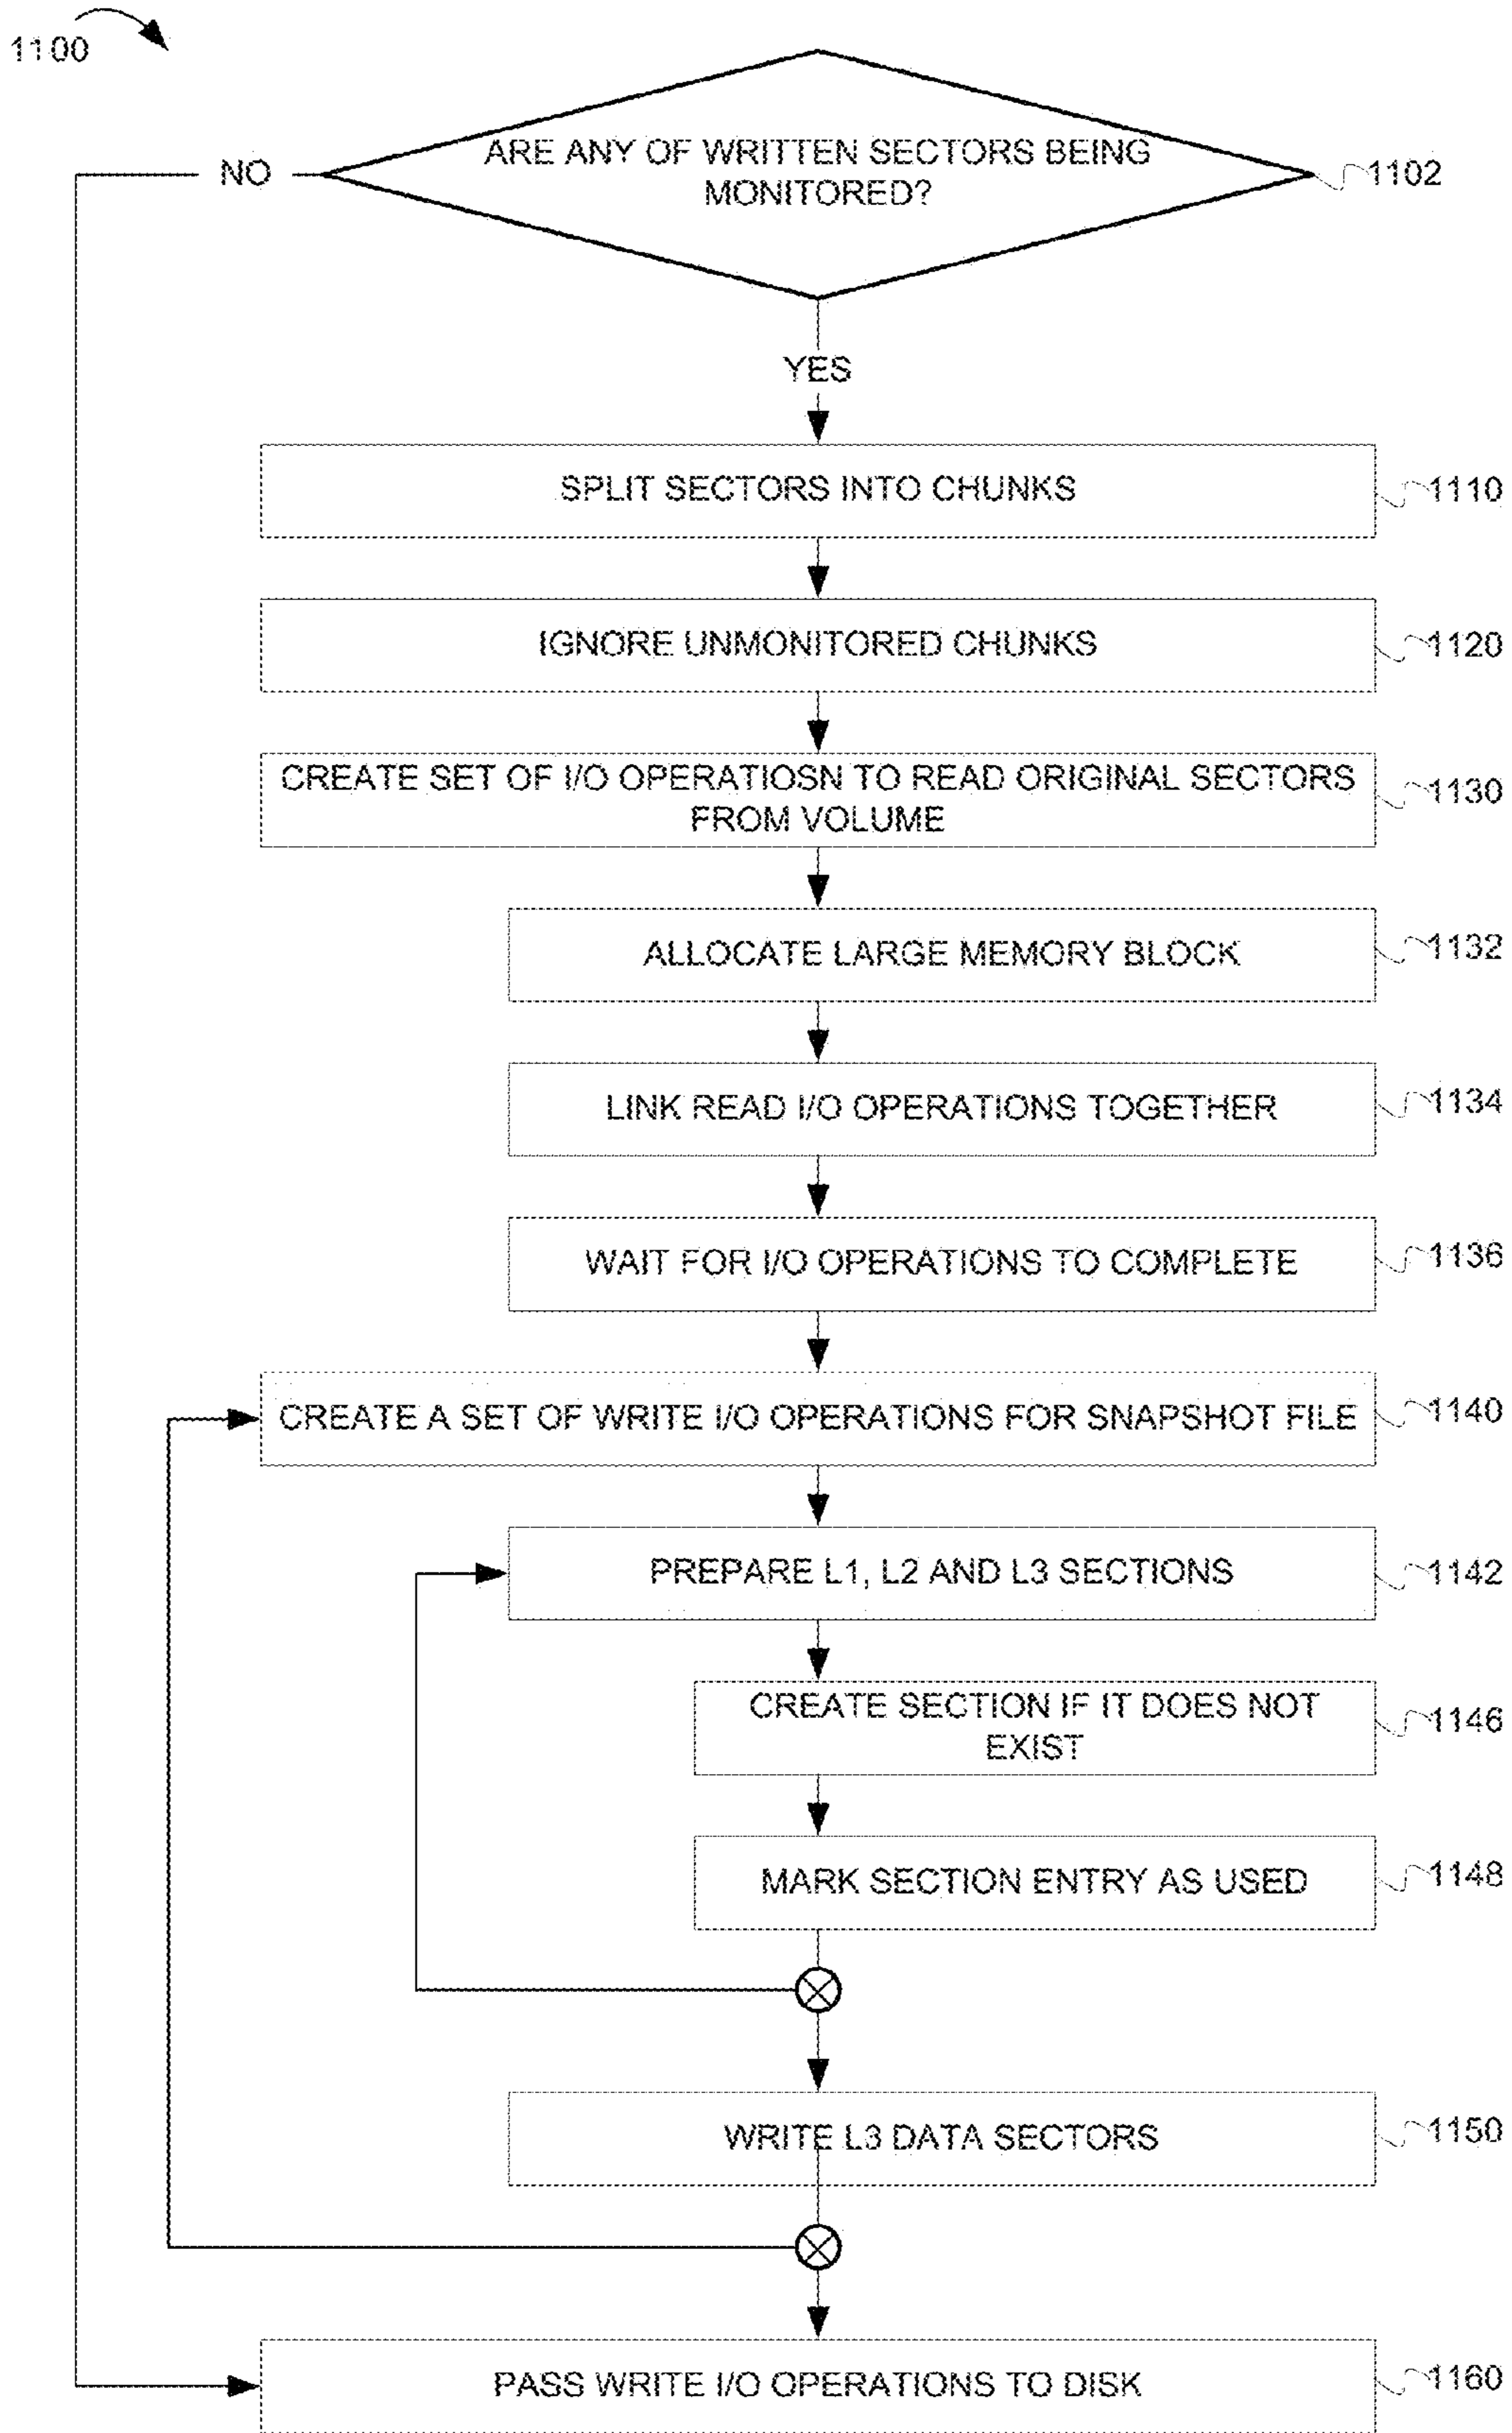 1100
ARE ANY OF WRITTEN SECTORS BEING
MONITORED?
1102
NO
YES
SPLIT SECTORS INTO CHUNKS
1110
IGNORE UNMONITORED CHUNKS
1120
CREATE SET OF I/O OPERATIOSN TO READ ORIGINAL SECTORS
FROM VOLUME
1130
ALLOCATE LARGE MEMORY BLOCK
1132
LINK READ I/O OPERATIONS TOGETHER
1134
WAIT FOR I/O OPERATIONS TO COMPLETE
1136
CREATE A SET OF WRITE I/O OPERATIONS FOR SNAPSHOT FILE
1140
PREPARE L1, L2 AND L3 SECTIONS
1142
CREATE SECTION IF IT DOES NOT
EXIST
1146
MARK SECTION ENTRY AS USED
1148
WRITE L3 DATA SECTORS
1150
PASS WRITE I/O OPERATIONS TO DISK
1160